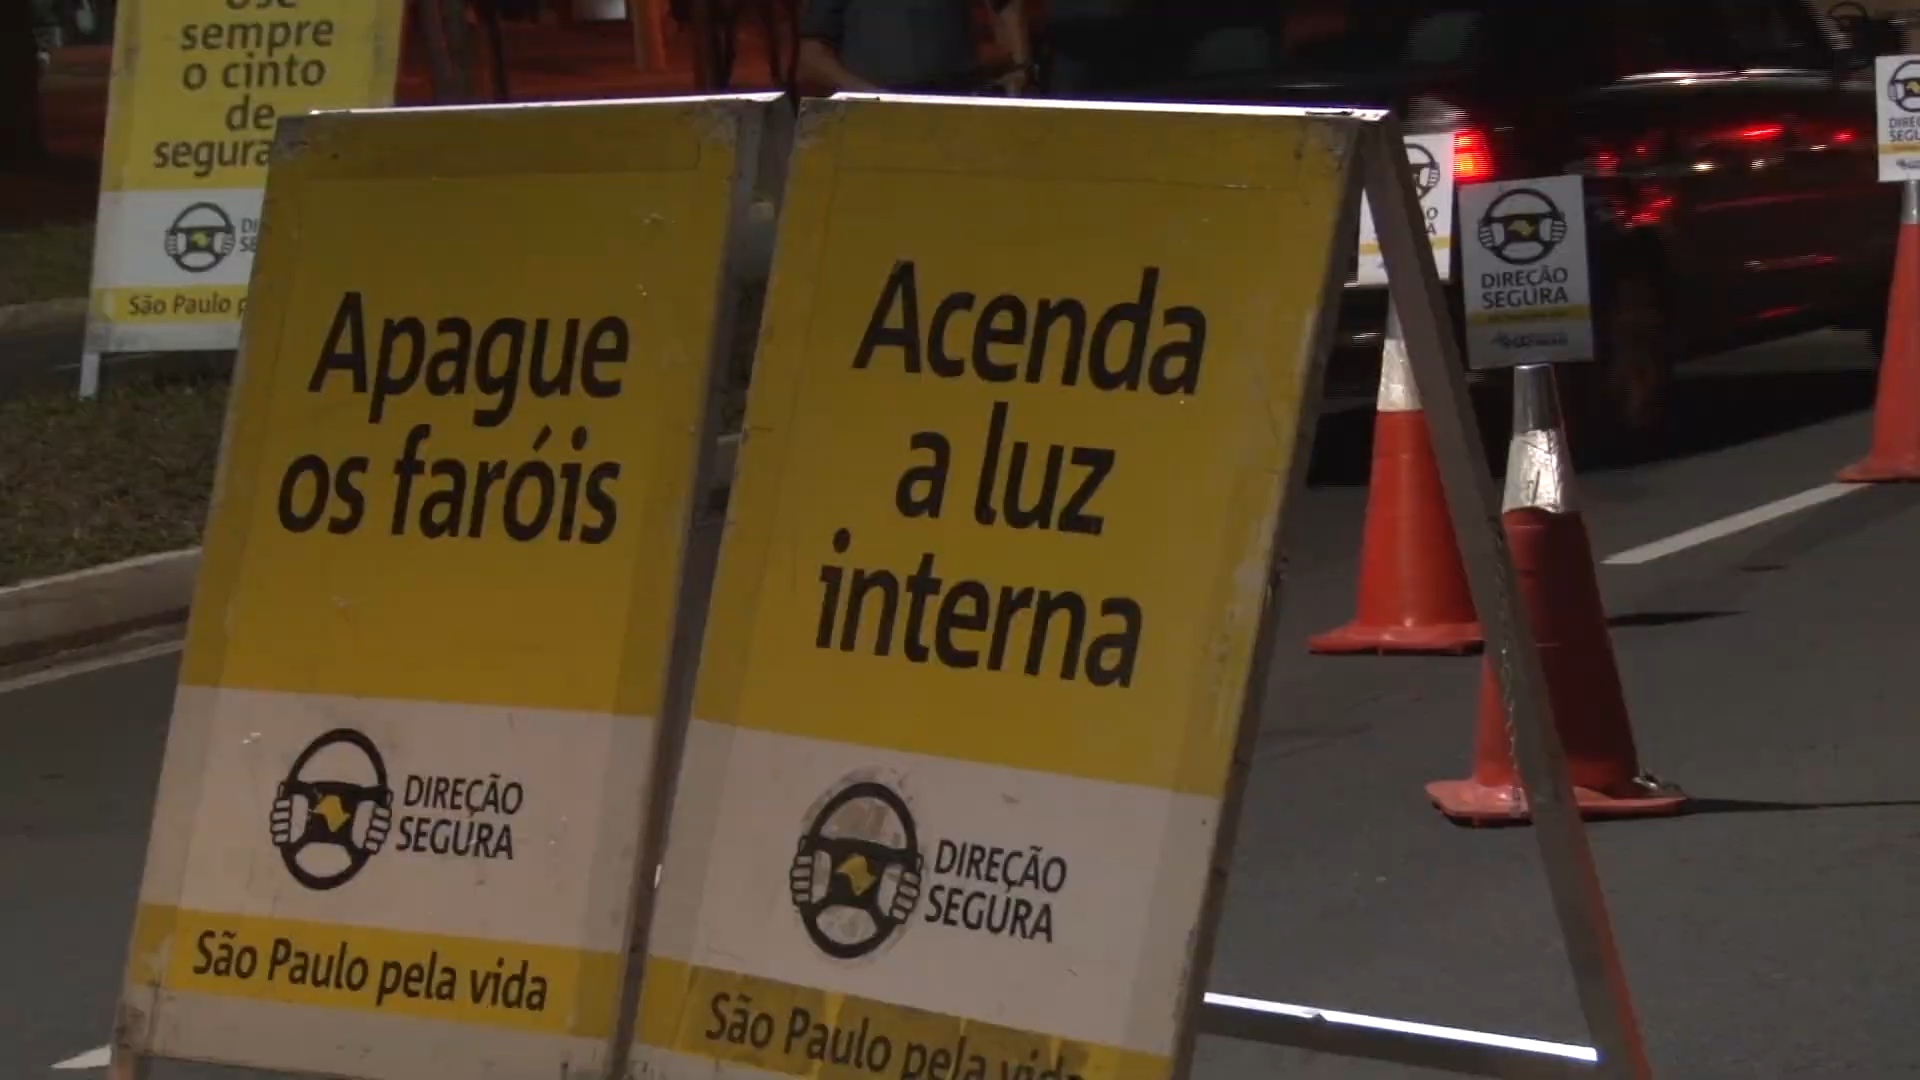 sempre
o cinto
de
segura
São Paulo p
Apague
os faróis
DIREÇÃO
SEGURA
São Paulo pela vida
Acenda
a luz
interna
DIREÇÃO
SEGURA
São Paulo pela vida
DIREÇÃO
SEGURA